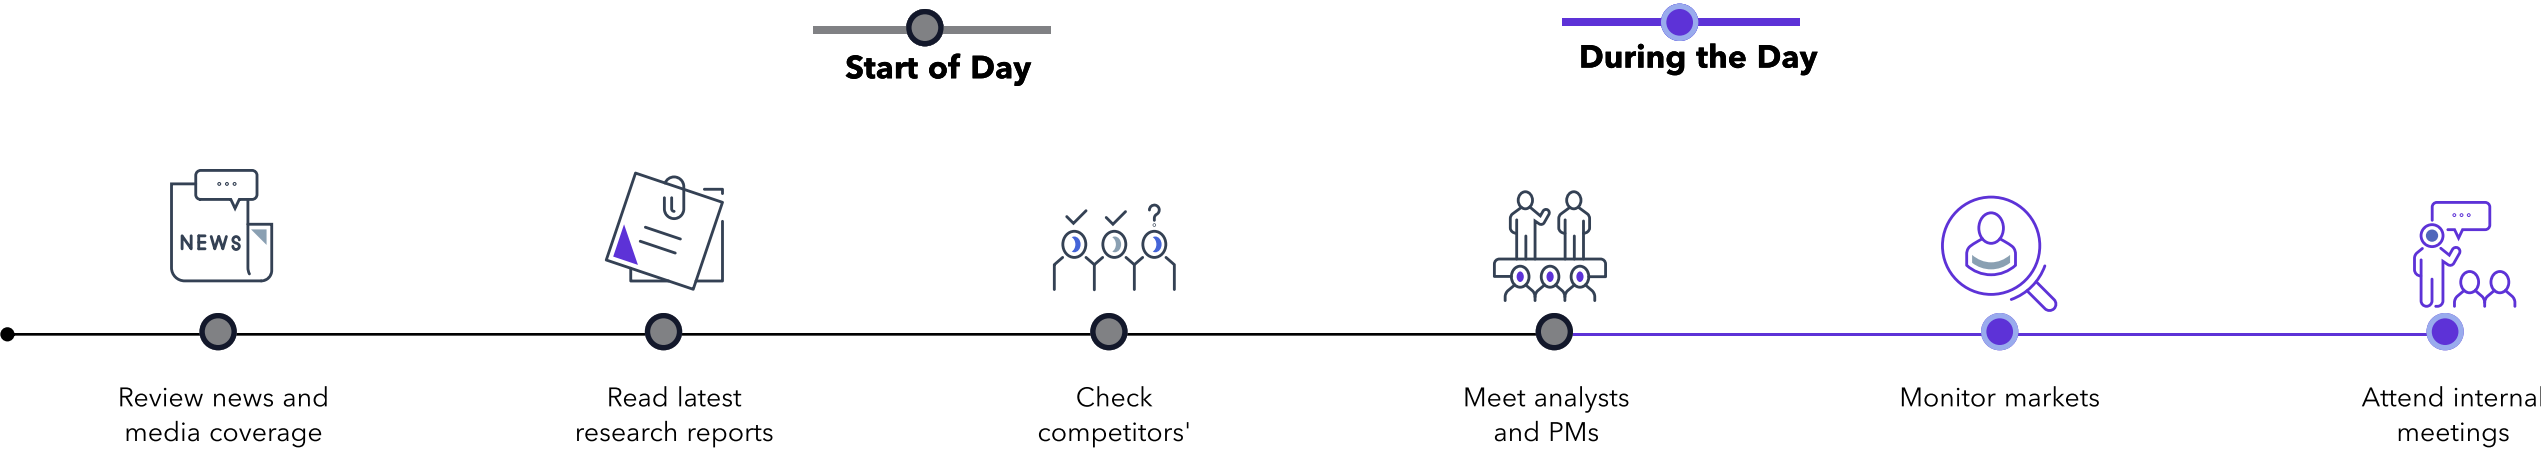 Start of Day
During the Day
NEWS
?
Review news and
media coverage
Read latest
research reports
Check
competitors'
Meet analysts
and PMs
Monitor markets
Attend internal
meetings